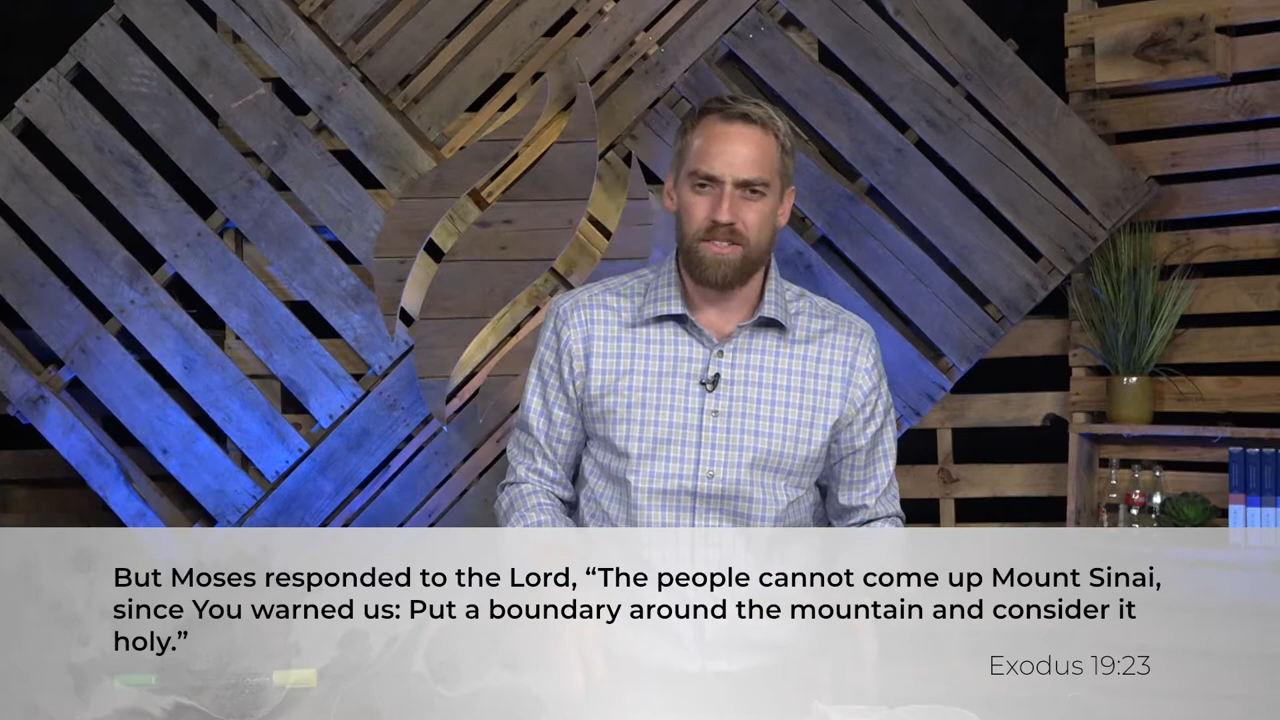 But Moses responded to the Lord, “The people cannot come up Mount Sinai,
since You warned us: Put a boundary around the mountain and consider it
holy.”
Exodus 19:23